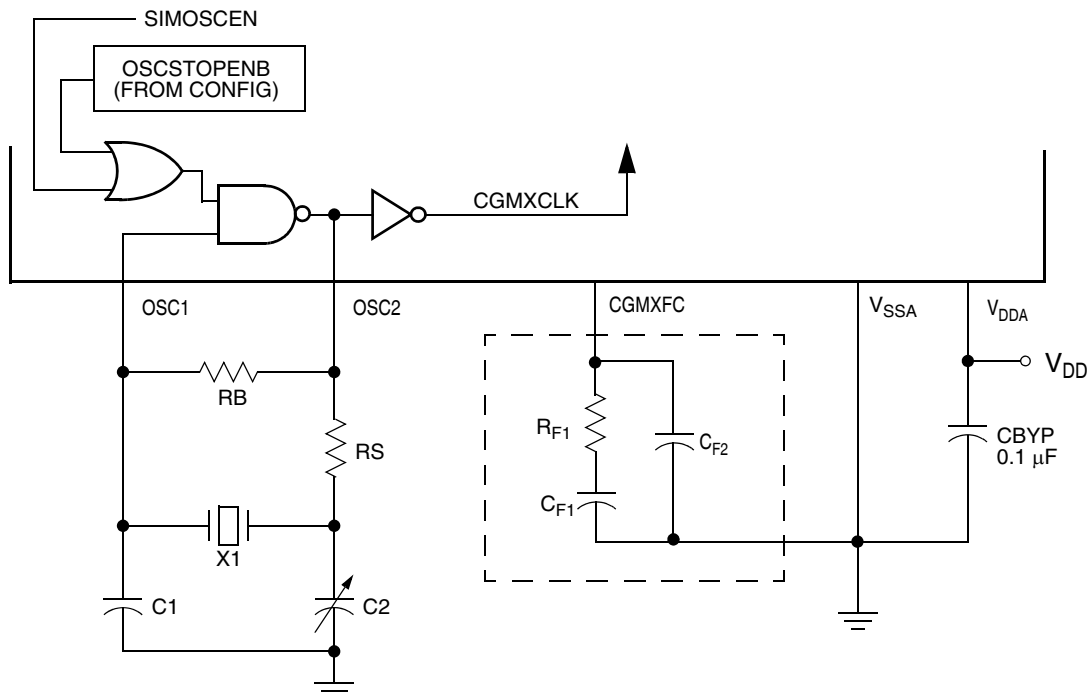 SIMOSCEN
OSCSTOPENB
(FROM CONFIG)
CGMXCLK
OSC1
OSC2
CGMXFC
VSSA
VDDA
VDD
RB
RS
RF1
CF2
CF1
CBYP
0.1 μF
X1
C1
C2